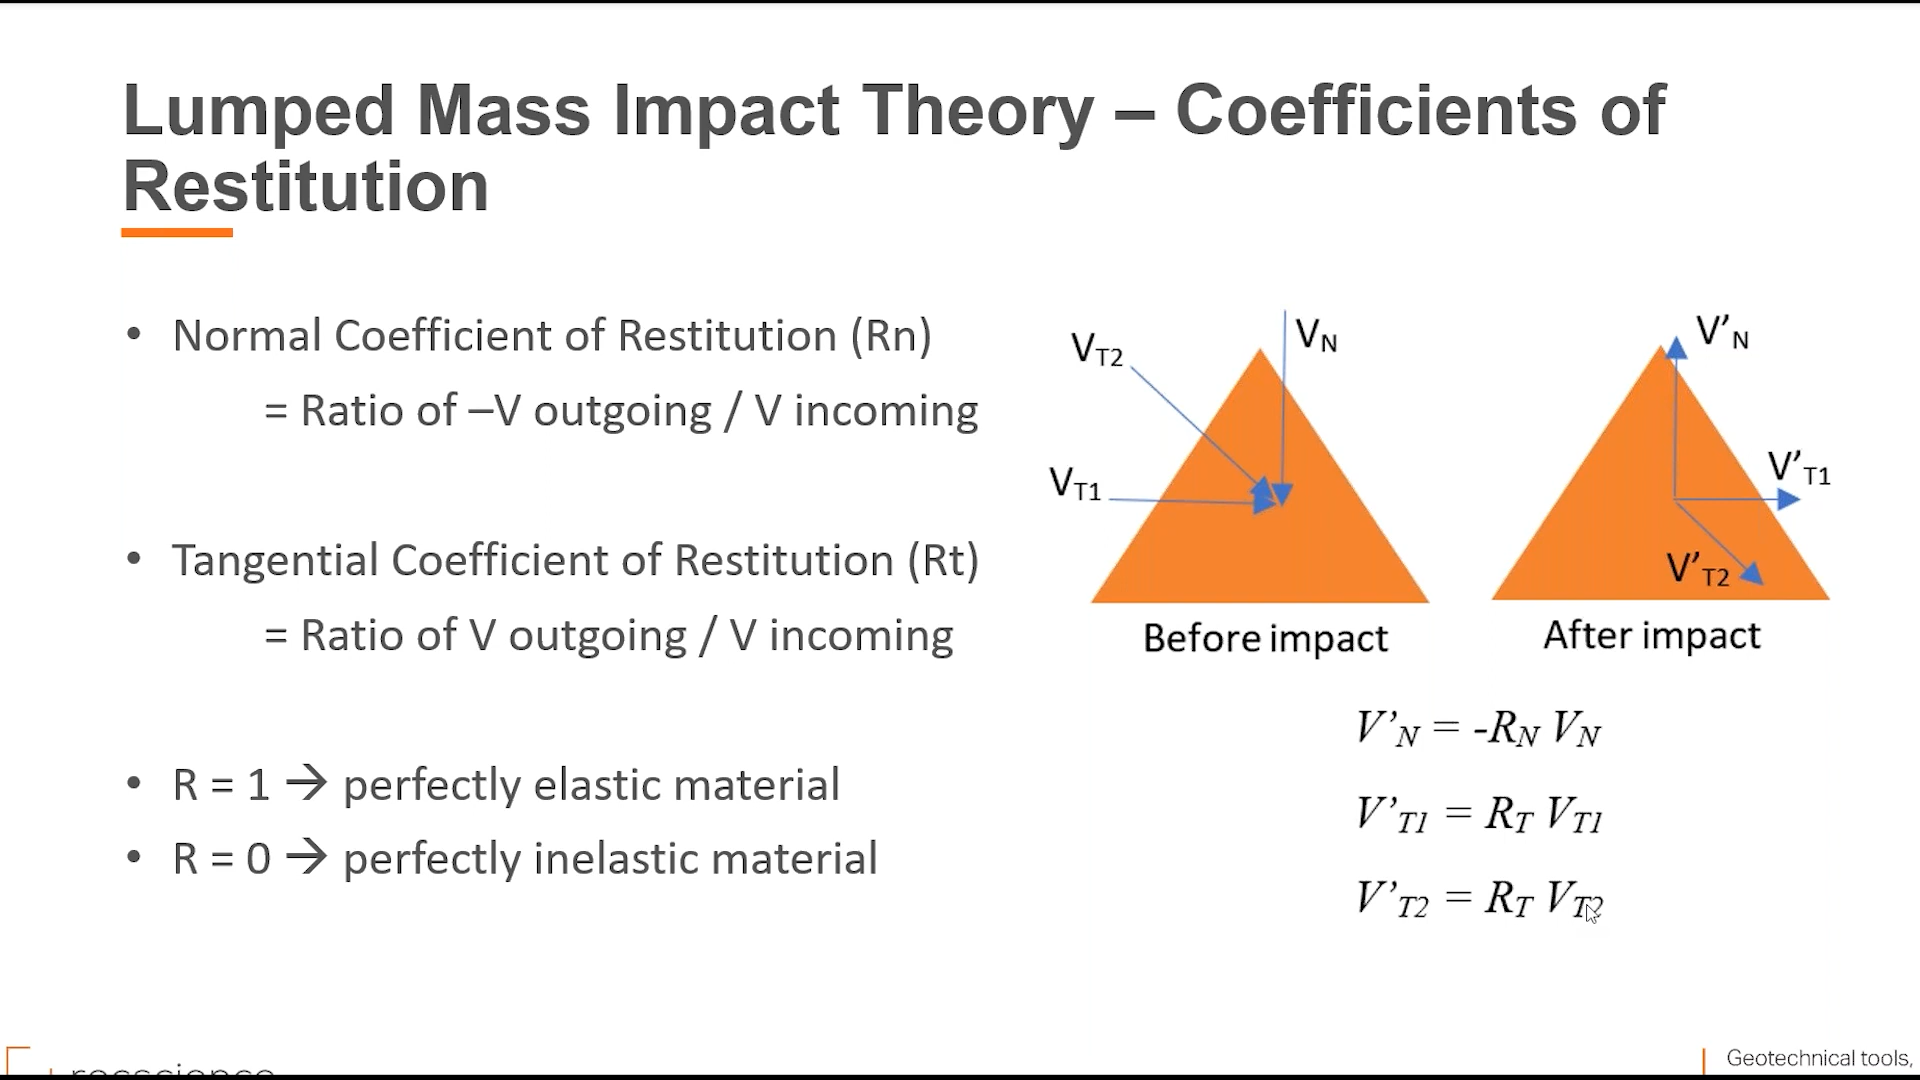 Lumped Mass Impact Theory – Coefficients of
Restitution
• Normal Coefficient of Restitution (Rn)
= Ratio of –V outgoing / V incoming
• Tangential Coefficient of Restitution (Rt)
= Ratio of V outgoing / V incoming
• R = 1 → perfectly elastic material
• R = 0 → perfectly inelastic material
VT2
VN
VT1
Before impact
V’N
V’T1
V’T2
After impact
V’N = -RN VN
V’T1 = RT VT1
V’T2 = RT VT2
rocscience
Geotechnical tools,